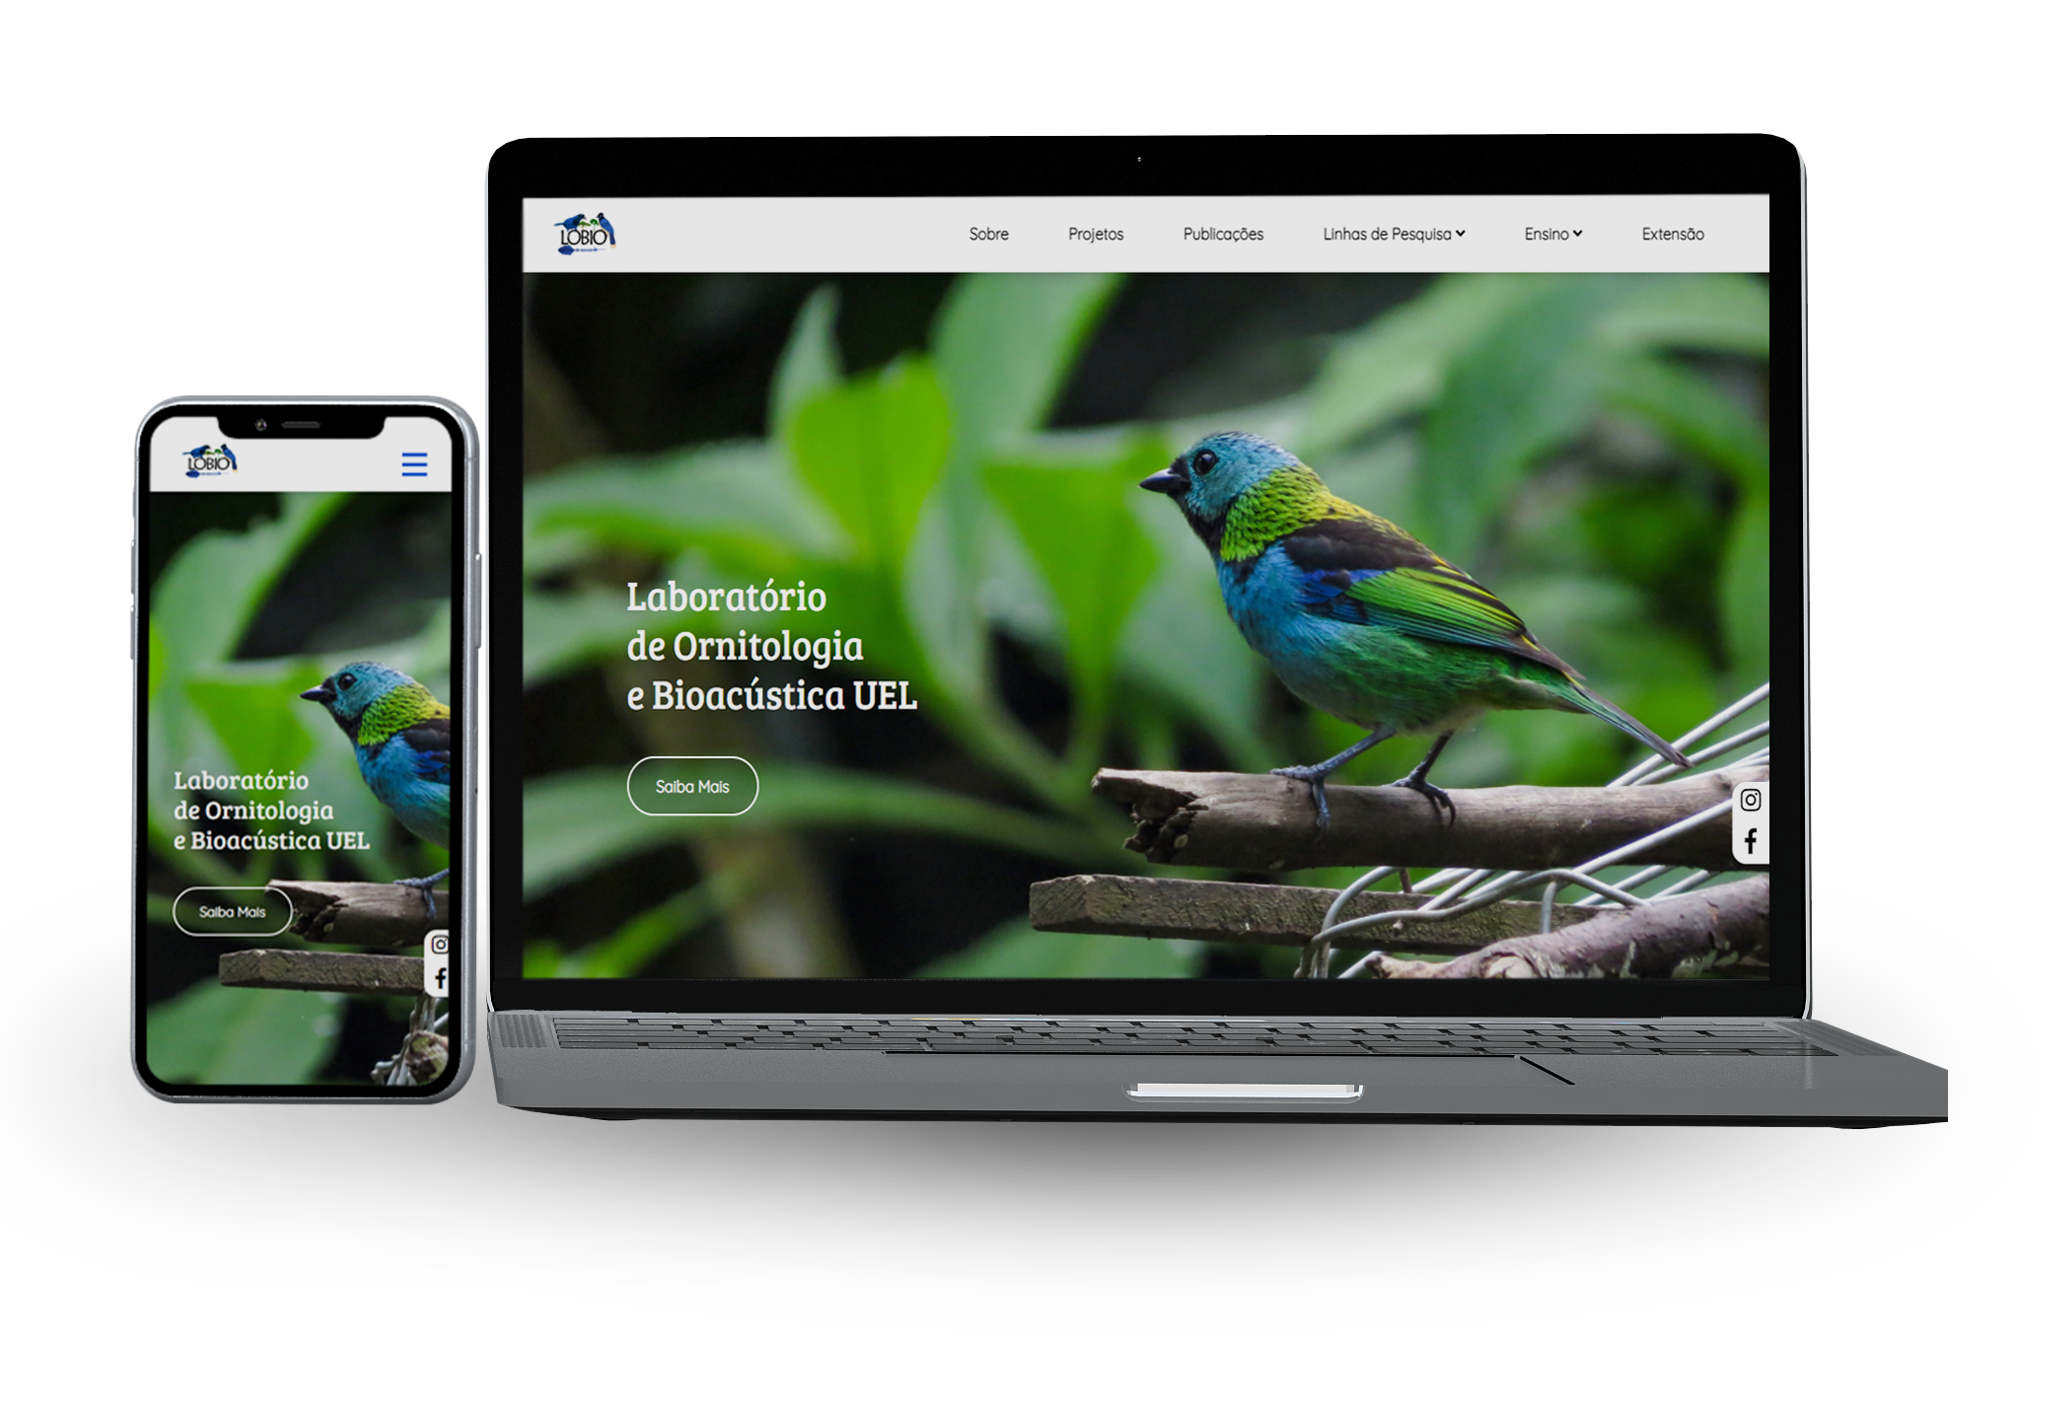 LOBIO
Sobre Projetos Publicações Linhas de Pesquisa Ensino Extensão
Laboratório
de Ornitologia
e Bioacústica UEL
Saiba Mais
LOBIO
Laboratório
de Ornitologia
e Bioacústica UEL
Saiba Mais